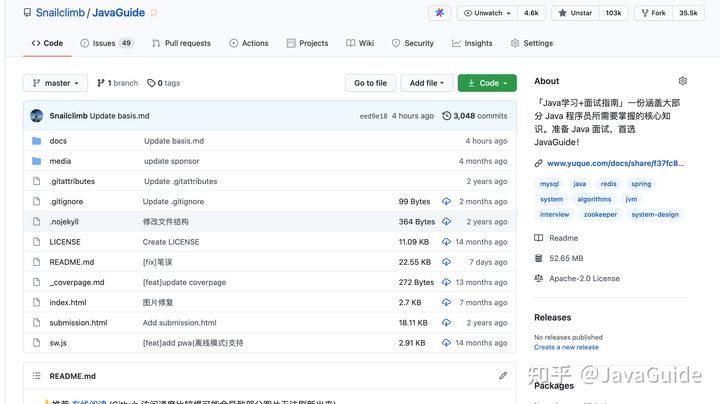 Snailclimb / JavaGuide
Unwatch 4.6k Unstar 103k Fork 35.5k
Code Issues 49 Pull requests Actions Projects Wiki Security Insights Settings
master 1 branch 0 tags Go to file Add file Code
Snailclimb Update basis.md eed9e18 4 hours ago 3,048 commits
docs Update basis.md 4 hours ago
media update sponsor 4 months ago
.gitattributes Update .gitattributes 2 years ago
.gitignore Update .gitignore 99 Bytes 2 months ago
.nojekyll 修改文件结构 364 Bytes 2 years ago
LICENSE Create LICENSE 11.09 KB 14 months ago
README.md [fix]笔误 22.55 KB 7 days ago
_coverpage.md [feat]update coverpage 272 Bytes 13 months ago
index.html 图片修复 2.7 KB 7 months ago
submission.html Add submission.html 18.11 KB 2 years ago
sw.js [feat]add pwa(离线模式)支持 2.91 KB 14 months ago
README.md
About
「Java学习+面试指南」一份涵盖大部
分 Java 程序员所需要掌握的核心知
识。准备 Java 面试，首选
JavaGuide！
www.yuque.com/docs/share/f37fc8...
mysql java redis spring
system algorithms jvm
interview zookeeper system-design
Readme
52.65 MB
Apache-2.0 License
Releases
No releases published
Create a new release
Packages
知乎 @JavaGuide